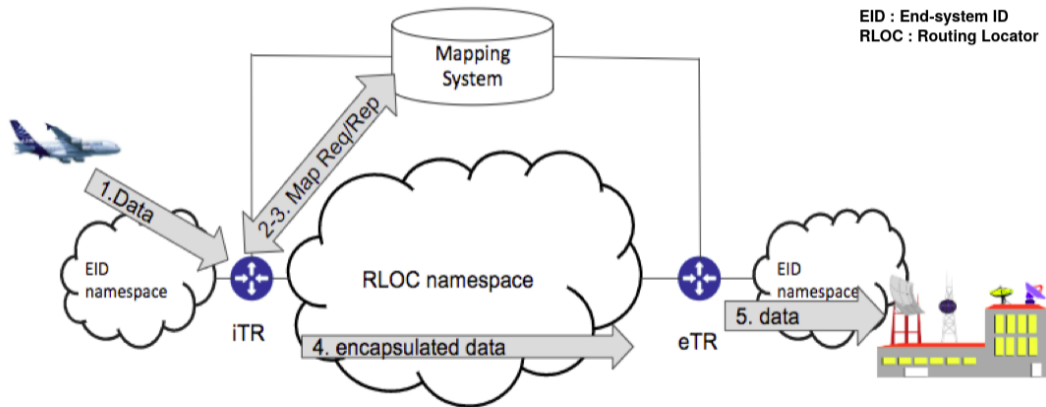 EID : End-system ID
RLOC : Routing Locator
Mapping
System
2-3. Map Req/Rep
1.Data
EID
namespace
RLOC namespace
EID
namespace
iTR
eTR
4. encapsulated data
5. data